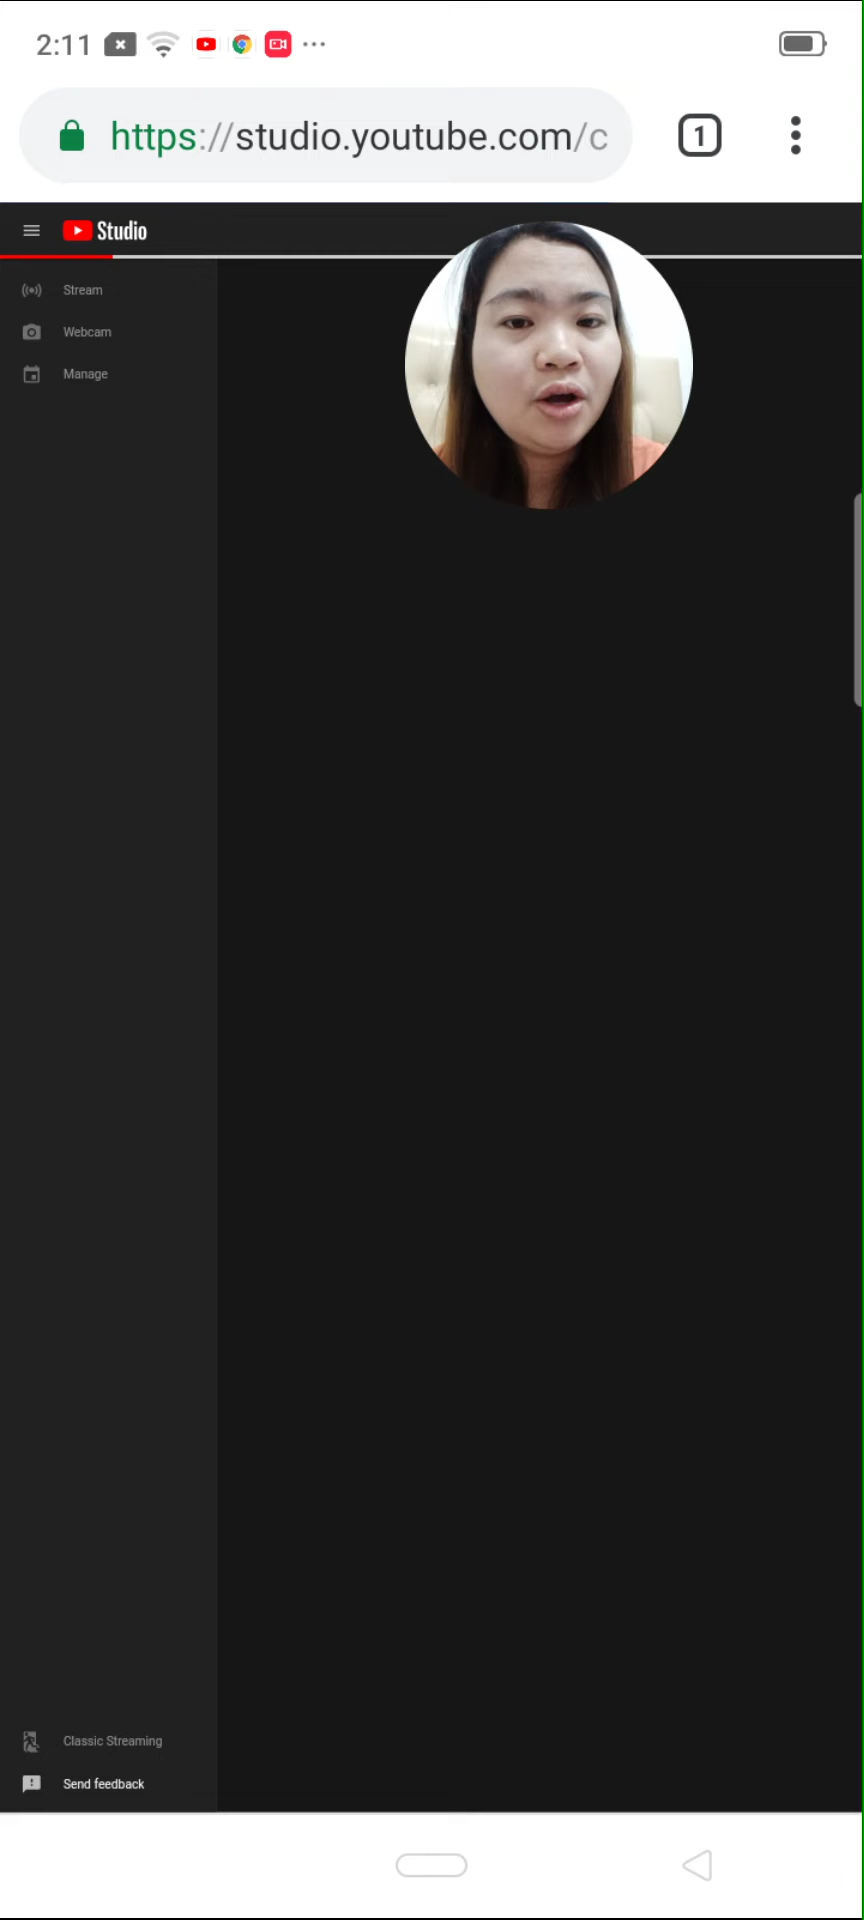 2:11
https://studio.youtube.com/c
1
Studio
Stream
Webcam
Manage
Classic Streaming
Send feedback